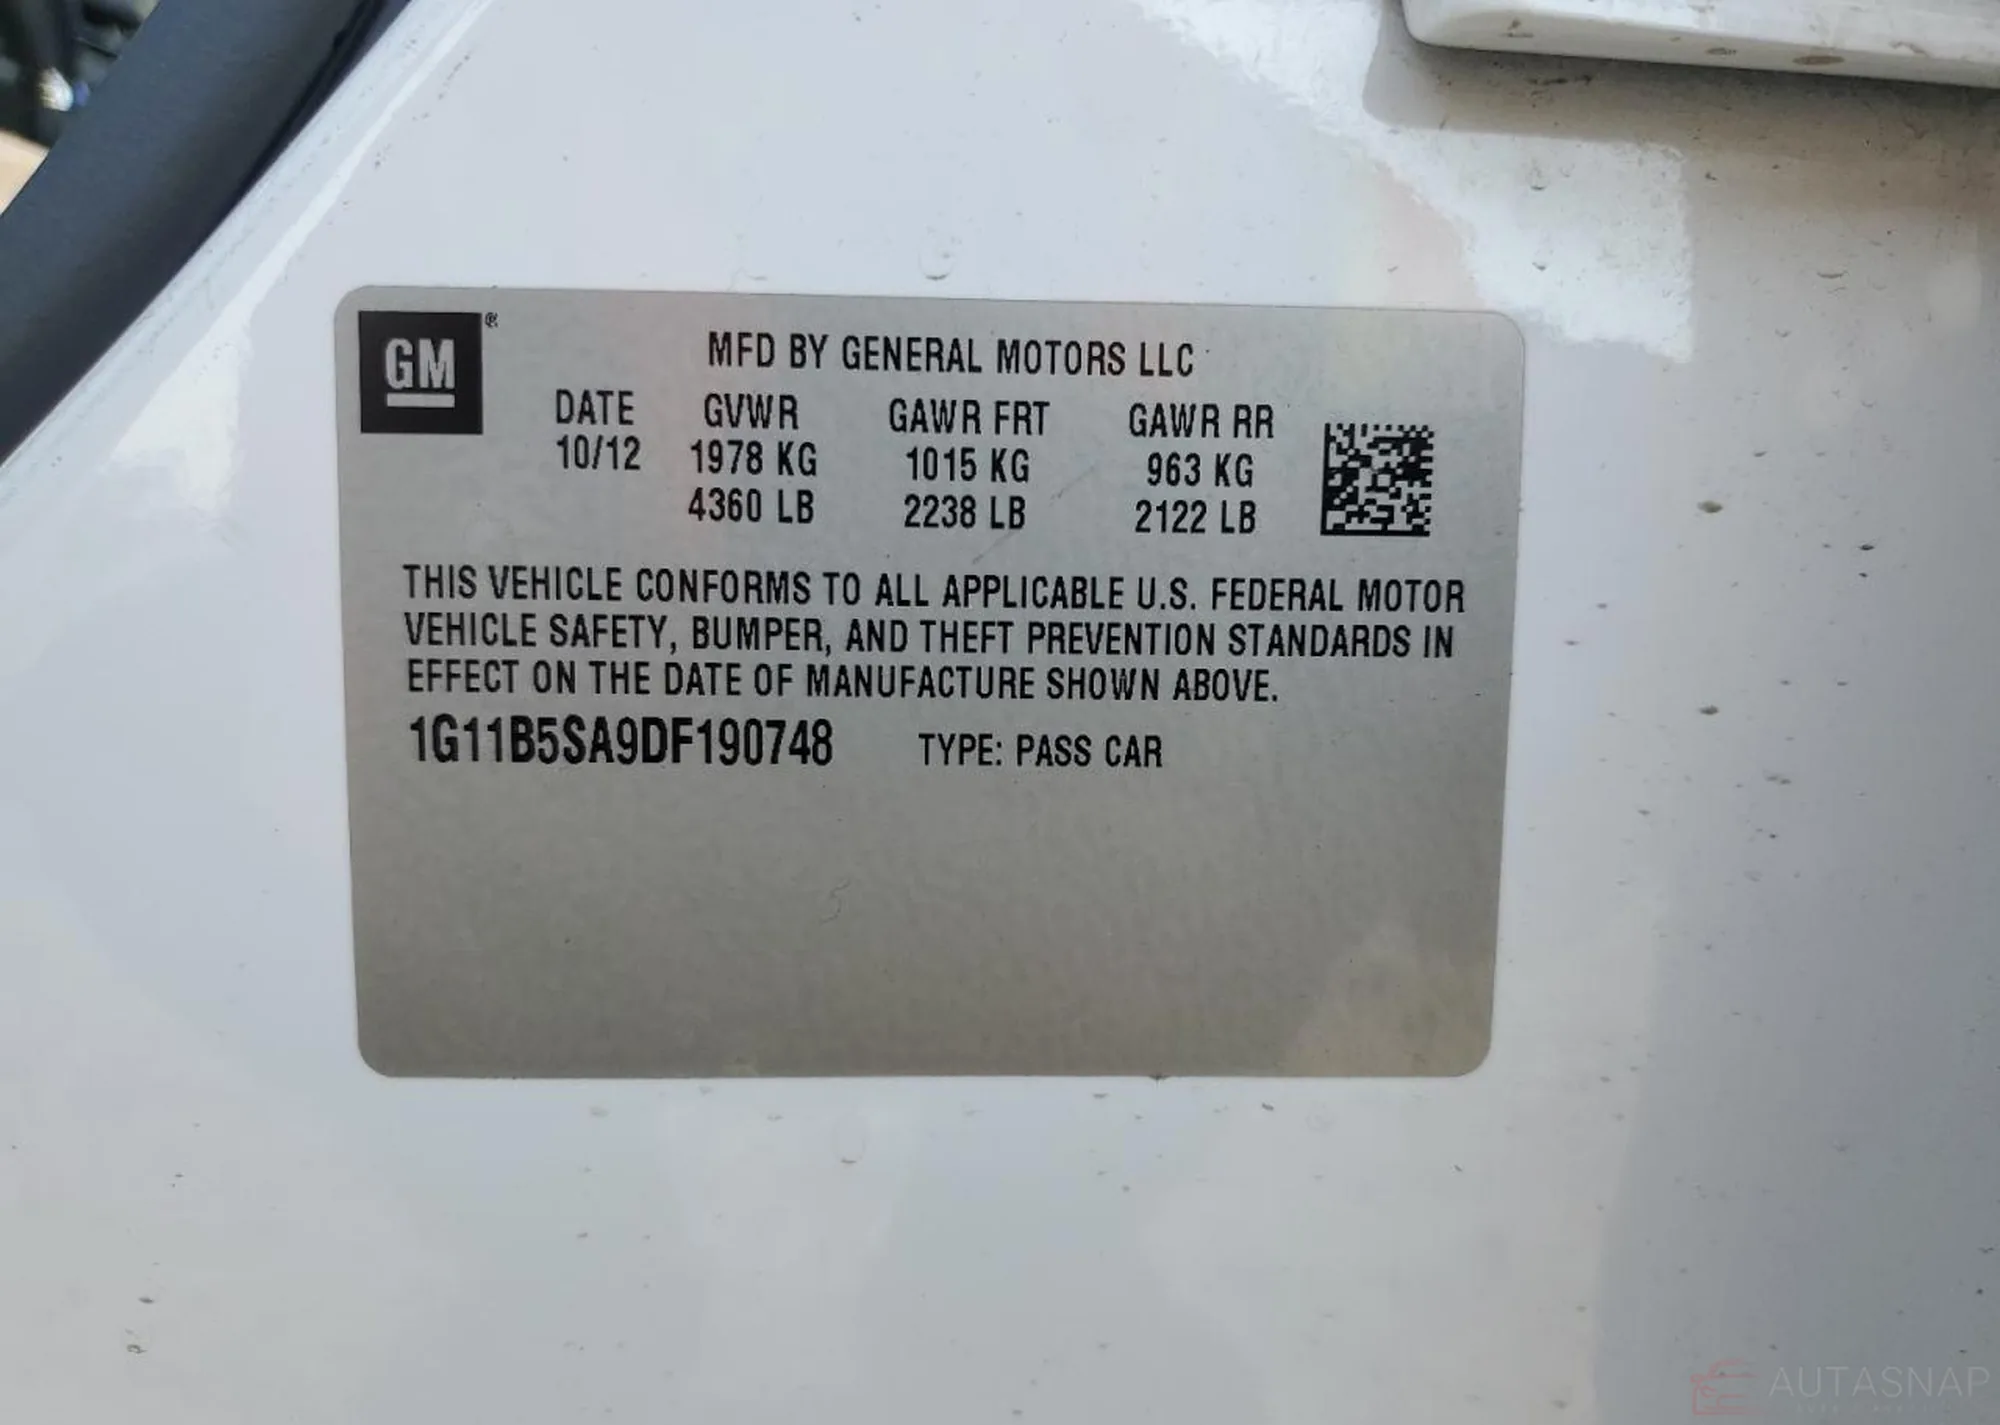 GM®
MFD BY GENERAL MOTORS LLC
DATE GVWR GAWR FRT GAWR RR
10/12 1978 KG 1015 KG 963 KG
4360 LB 2238 LB 2122 LB
THIS VEHICLE CONFORMS TO ALL APPLICABLE U.S. FEDERAL MOTOR
VEHICLE SAFETY, BUMPER, AND THEFT PREVENTION STANDARDS IN
EFFECT ON THE DATE OF MANUFACTURE SHOWN ABOVE.
1G11B5SA9DF190748 TYPE: PASS CAR
AUTASNAP